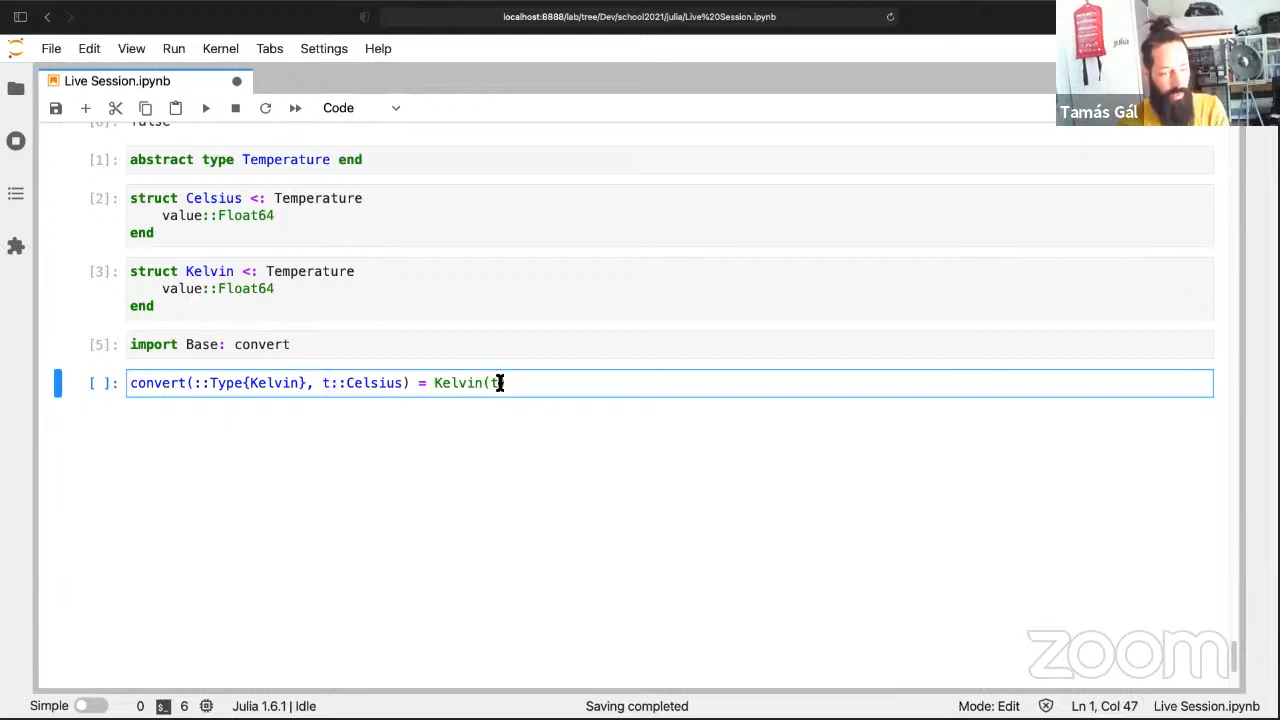 localhost:8888/lab/tree/Dev/school2021/julia/Live%20Session.ipynb
File Edit View Run Kernel Tabs Settings Help
Live Session.ipynb
Code
Tamás Gál
false
[1]: abstract type Temperature end
[2]: struct Celsius <: Temperature
value::Float64
end
[3]: struct Kelvin <: Temperature
value::Float64
end
[5]: import Base: convert
[ ]: convert(::Type{Kelvin}, t::Celsius) = Kelvin(t
zoom
Simple 0 6 Julia 1.6.1 | Idle Saving completed Mode: Edit Ln 1, Col 47 Live Session.ipynb